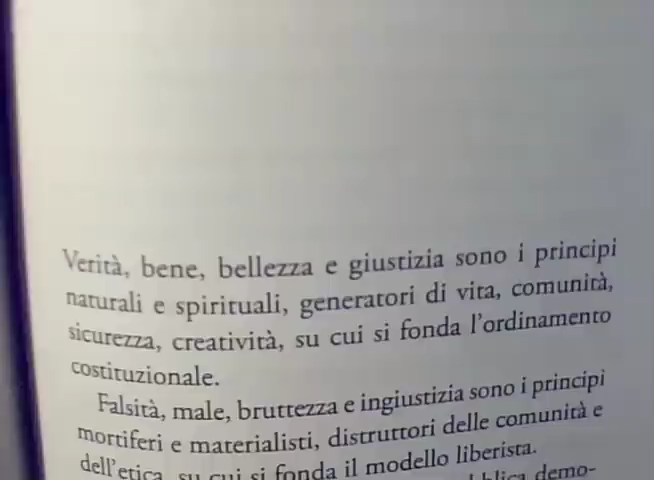 Verità, bene, bellezza e giustizia sono i principi
naturali e spirituali, generatori di vita, comunità,
sicurezza, creatività, su cui si fonda l'ordinamento
costituzionale.
Falsità, male, bruttezza e ingiustizia sono i principi
mortiferi e materialisti, distruttori delle comunità e
dell'etica, su cui si fonda il modello liberista.
demo-